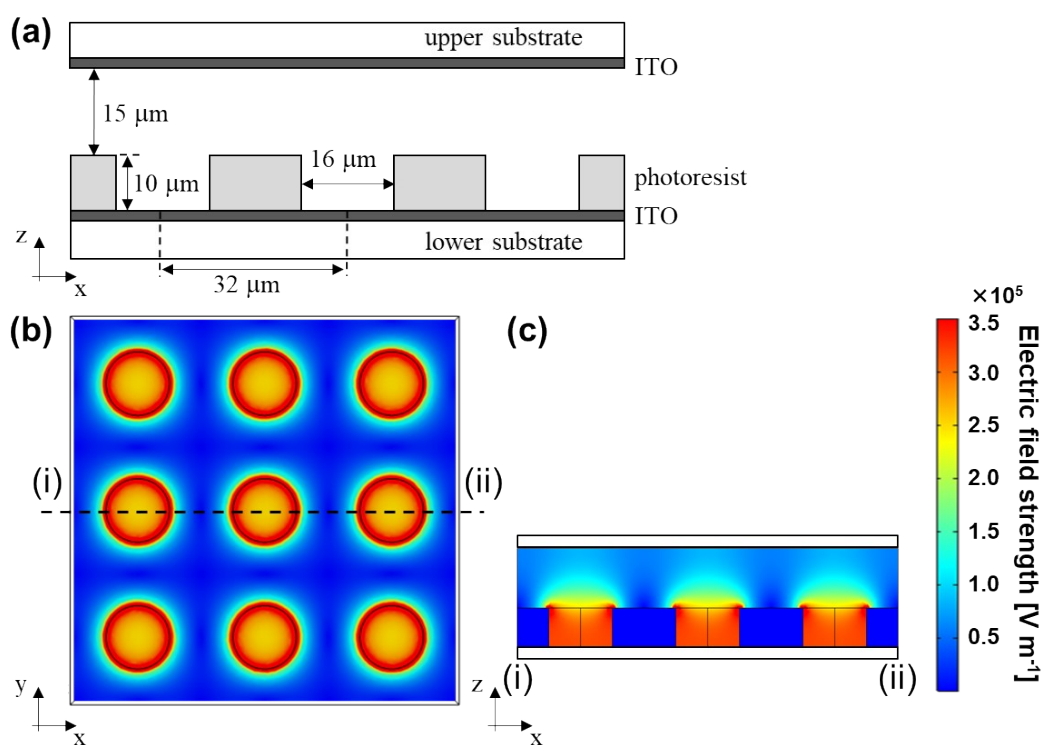 (a)
upper substrate
ITO
15 μm
16 μm
10 μm
photoresist
ITO
z
lower substrate
x
32 μm
(b)
(c)
×10⁵
3.5
3.0
2.5
2.0
1.5
1.0
0.5
Electric field strength [V m⁻¹]
(i)
(ii)
y
x
z
x
(i)
(ii)